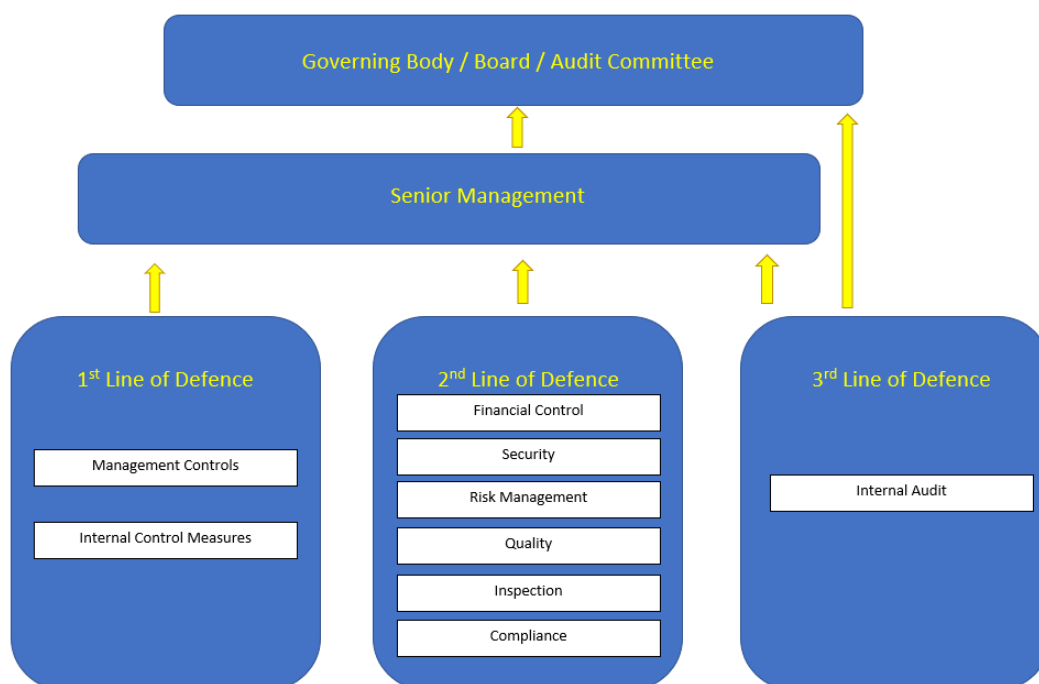 Governing Body / Board / Audit Committee
Senior Management
1st Line of Defence
Management Controls
Internal Control Measures
2nd Line of Defence
Financial Control
Security
Risk Management
Quality
Inspection
Compliance
3rd Line of Defence
Internal Audit